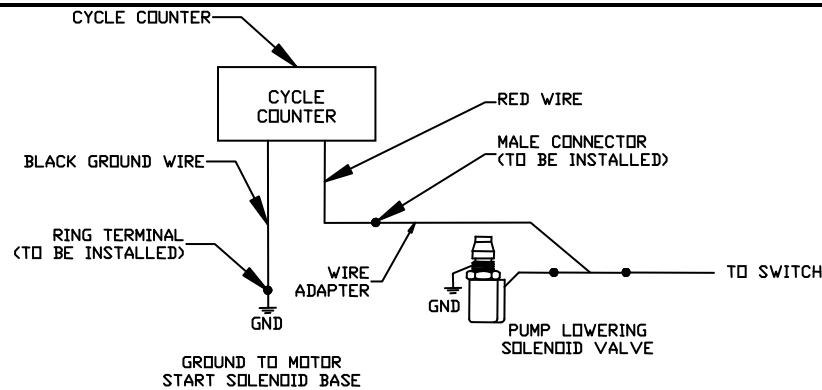 CYCLE COUNTER
CYCLE
COUNTER
RED WIRE
MALE CONNECTOR
(TO BE INSTALLED)
BLACK GROUND WIRE
RING TERMINAL
(TO BE INSTALLED)
WIRE
ADAPTER
TO SWITCH
GND
GND
PUMP LOWERING
SOLENOID VALVE
GROUND TO MOTOR
START SOLENOID BASE